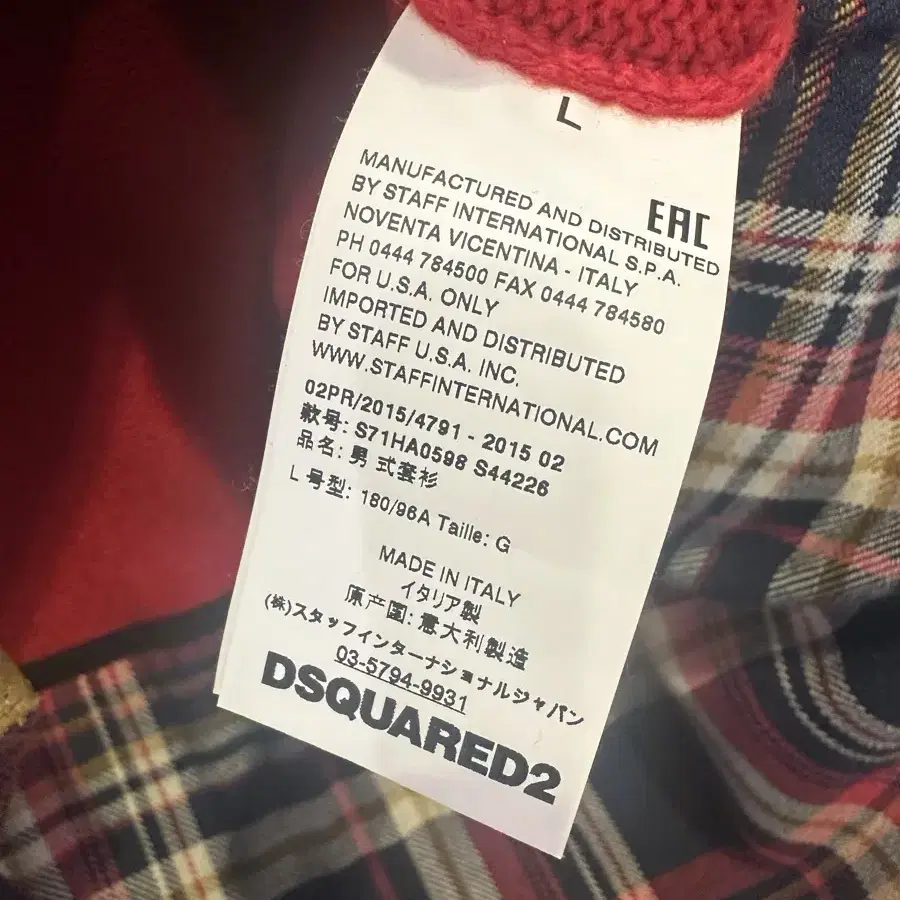 L
EAC
MANUFACTURED AND DISTRIBUTED
BY STAFF INTERNATIONAL S.P.A.
NOVENTA VICENTINA - ITALY
PH 0444 784500 FAX 0444 784580
FOR U.S.A. ONLY
IMPORTED AND DISTRIBUTED
BY STAFF U.S.A. INC.
WWW.STAFFINTERNATIONAL.COM
02PR/2015/4791 - 2015 02
款号: S71HA0598 S44226
品名: 男 式套衫
L 号型: 180/96A Taille: G
MADE IN ITALY
イタリア製
原产国: 意大利製造
(株)スタッフインターナショナルジャパン
03-5794-9931
DSQUARED2